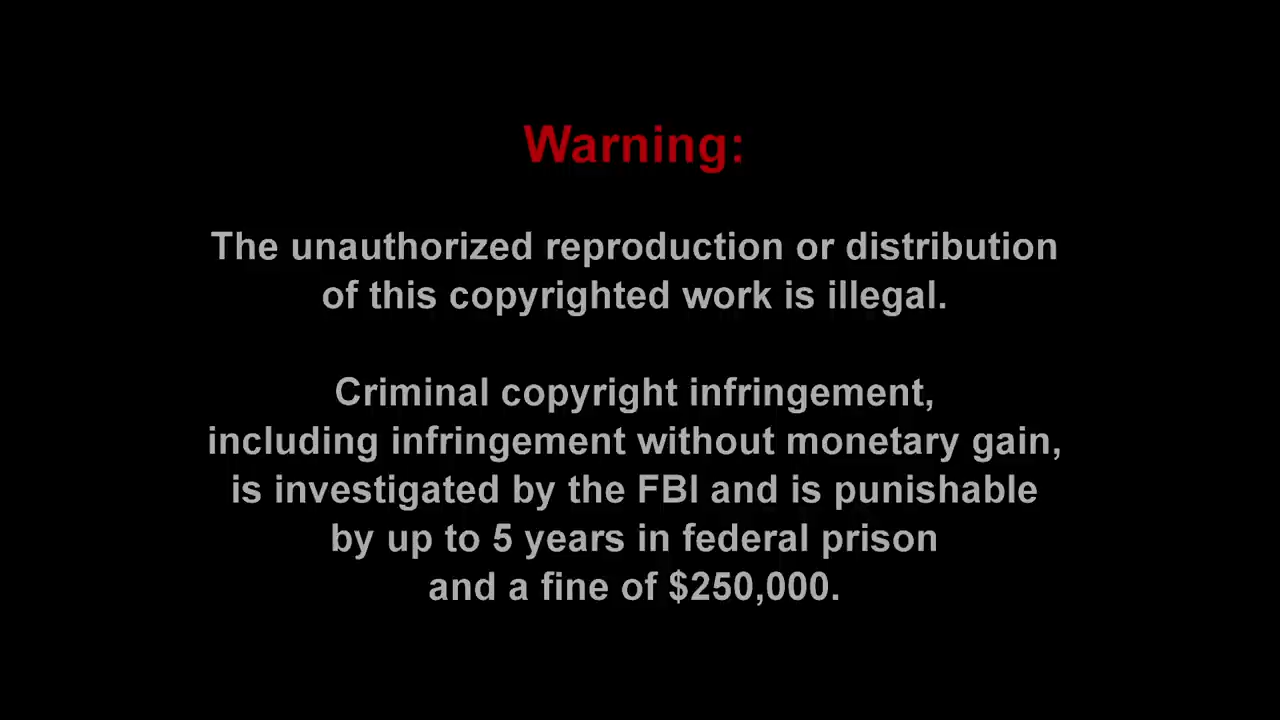 Warning:
The unauthorized reproduction or distribution
of this copyrighted work is illegal.
Criminal copyright infringement,
including infringement without monetary gain,
is investigated by the FBI and is punishable
by up to 5 years in federal prison
and a fine of $250,000.